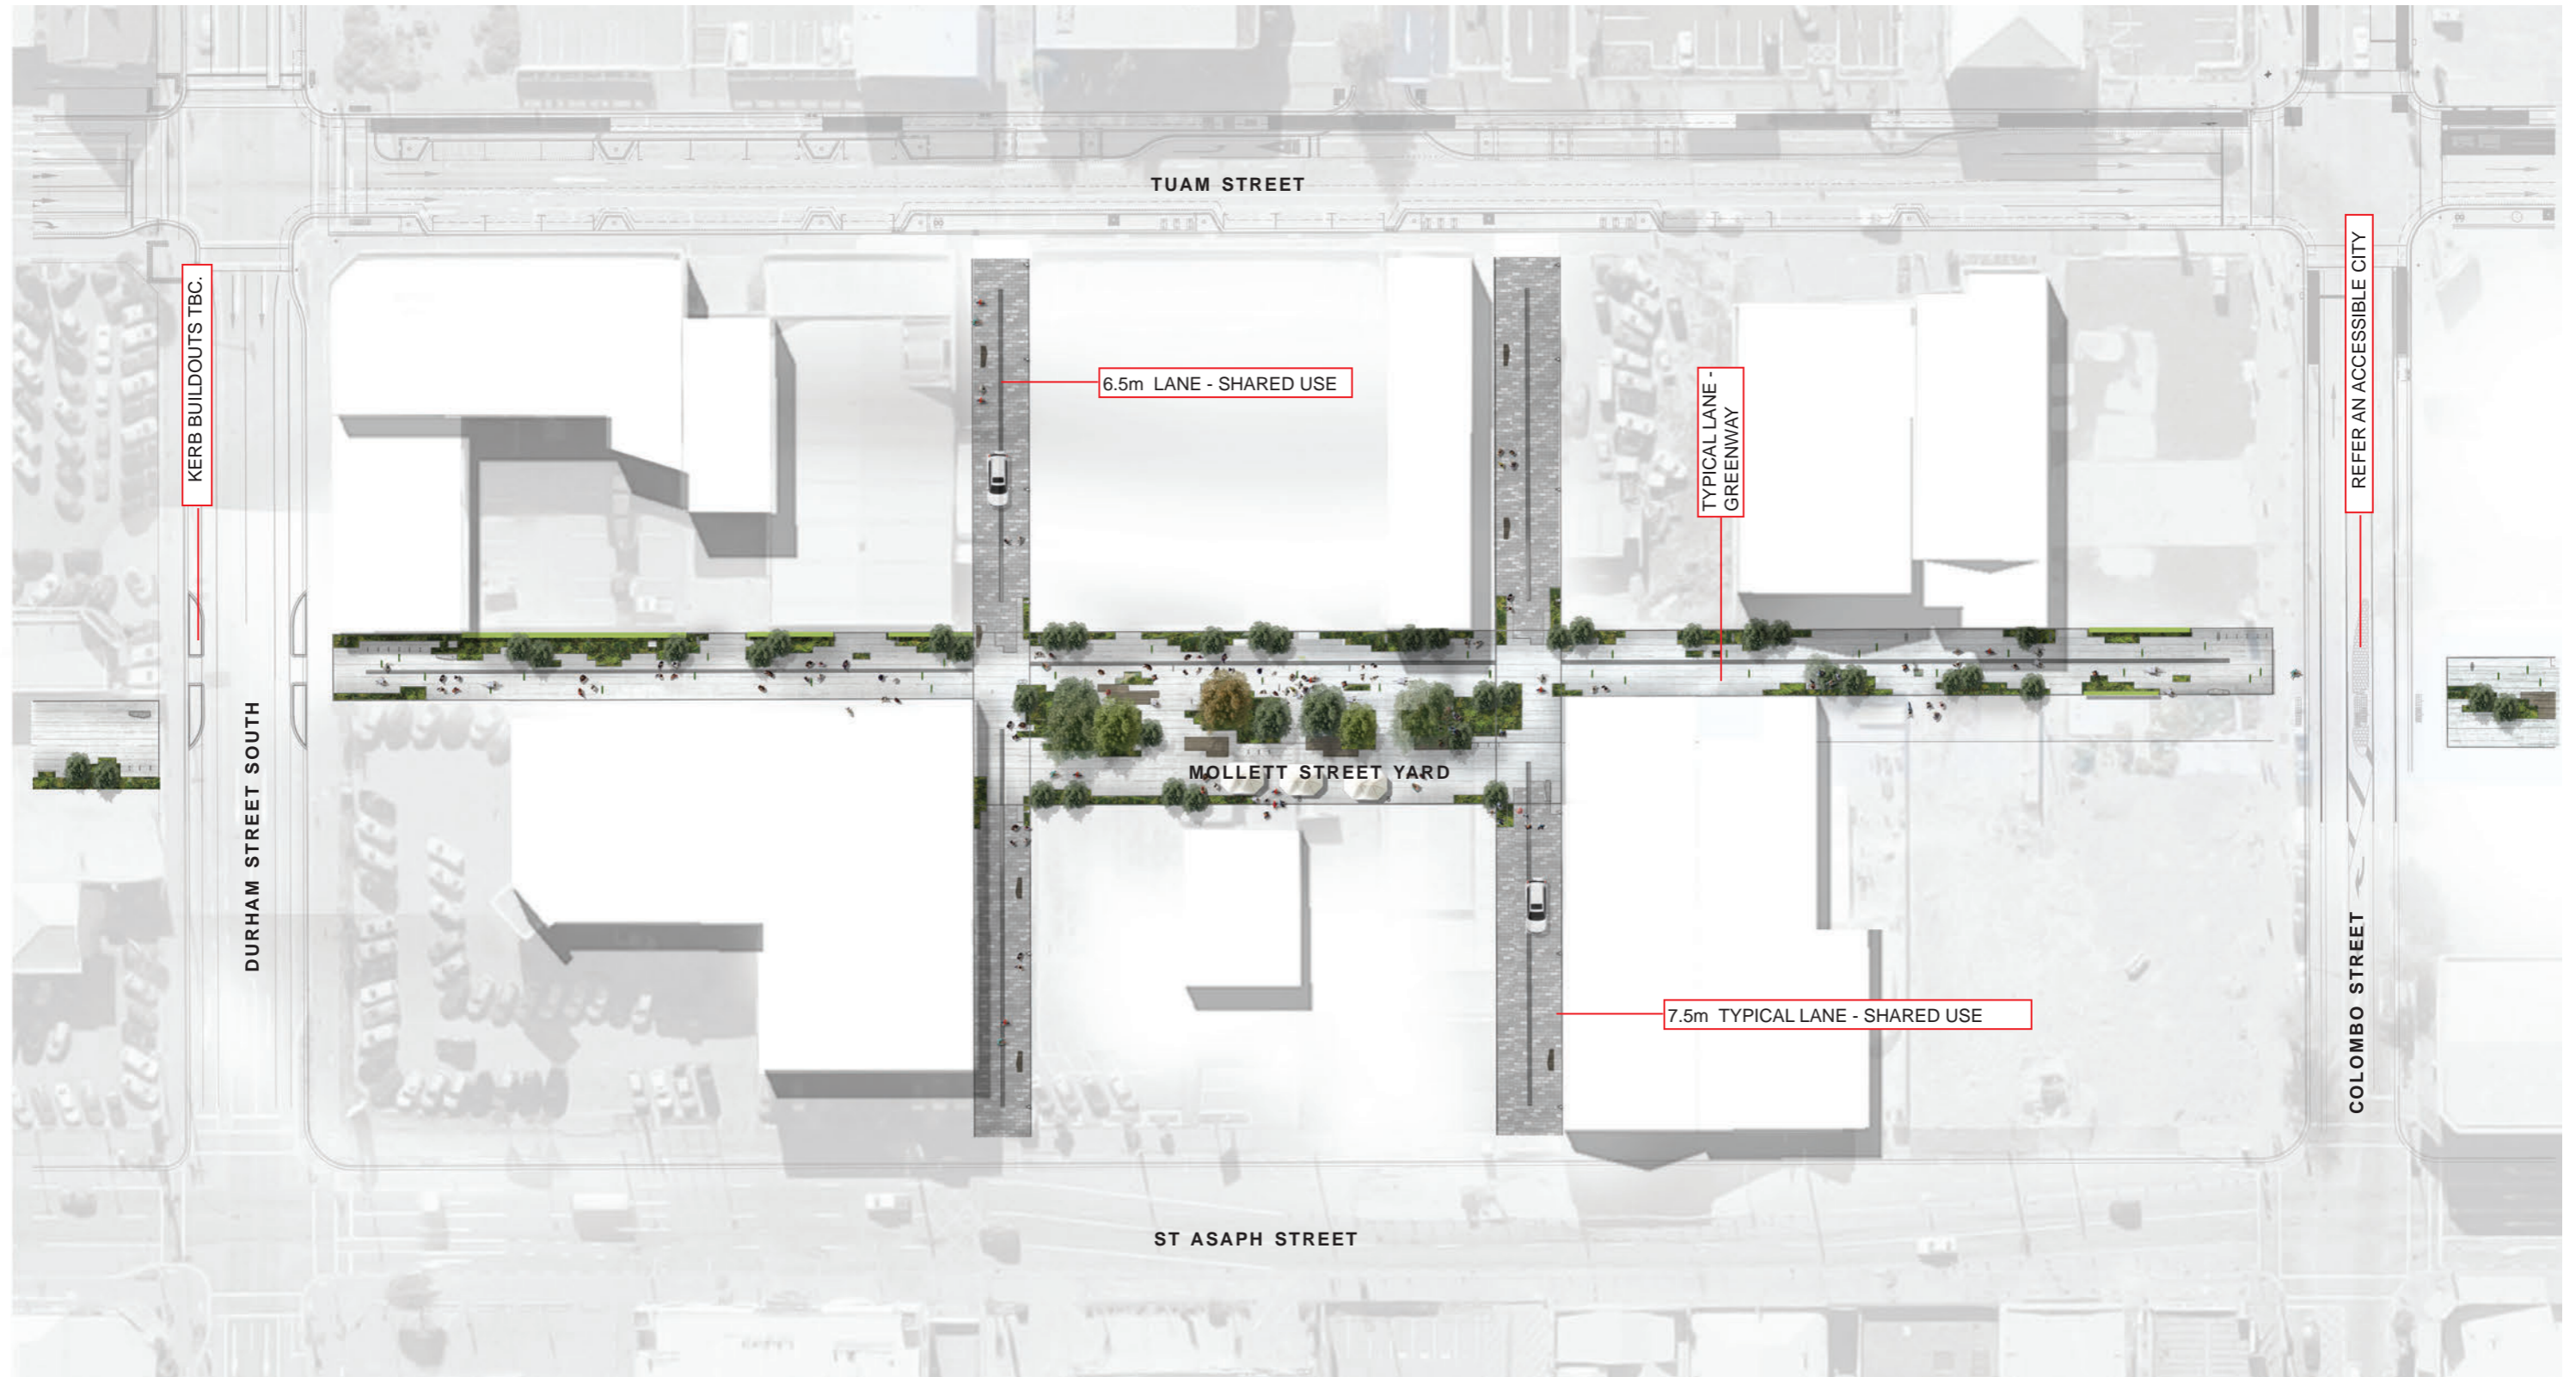 TUAM STREET
KERB BUILDOUTS TBC.
REFER AN ACCESSIBLE CITY
6.5m LANE - SHARED USE
TYPICAL LANE -
GREENWAY
MOLLETT STREET YARD
DURHAM STREET SOUTH
COLOMBO STREET
7.5m TYPICAL LANE - SHARED USE
ST ASAPH STREET